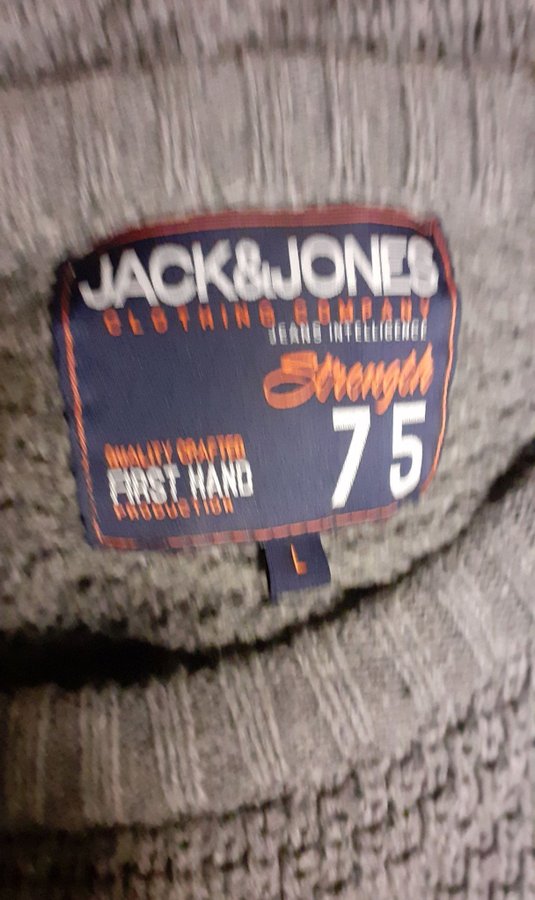 JACK&JONES
CLOTHING COMPANY
JEANS INTELLIGENCE
Strength
75
QUALITY CRAFTED
FIRST HAND
PRODUCTION
L